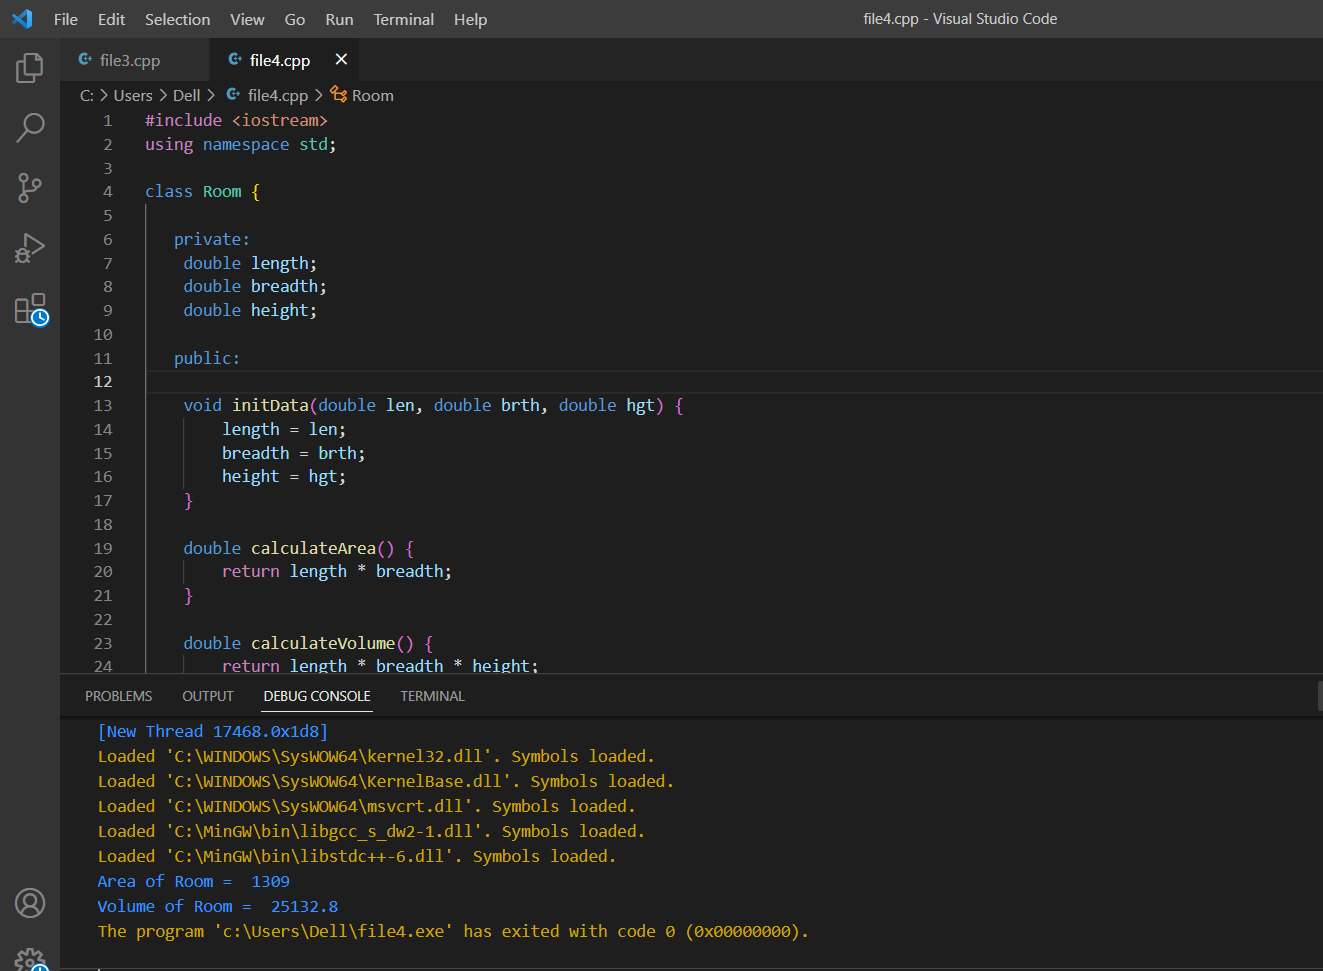 File Edit Selection View Go Run Terminal Help file4.cpp - Visual Studio Code
file3.cpp file4.cpp
C: > Users > Dell > file4.cpp > Room
1 #include <iostream>
2 using namespace std;
3
4 class Room {
5
6 private:
7 double length;
8 double breadth;
9 double height;
10
11 public:
12
13 void initData(double len, double brth, double hgt) {
14 length = len;
15 breadth = brth;
16 height = hgt;
17 }
18
19 double calculateArea() {
20 return length * breadth;
21 }
22
23 double calculateVolume() {
24 return length * breadth * height;
PROBLEMS OUTPUT DEBUG CONSOLE TERMINAL
[New Thread 17468.0x1d8]
Loaded 'C:\WINDOWS\SysWOW64\kernel32.dll'. Symbols loaded.
Loaded 'C:\WINDOWS\SysWOW64\KernelBase.dll'. Symbols loaded.
Loaded 'C:\WINDOWS\SysWOW64\msvcrt.dll'. Symbols loaded.
Loaded 'C:\MinGW\bin\libgcc_s_dw2-1.dll'. Symbols loaded.
Loaded 'C:\MinGW\bin\libstdc++-6.dll'. Symbols loaded.
Area of Room =  1309
Volume of Room =  25132.8
The program 'c:\Users\Dell\file4.exe' has exited with code 0 (0x00000000).